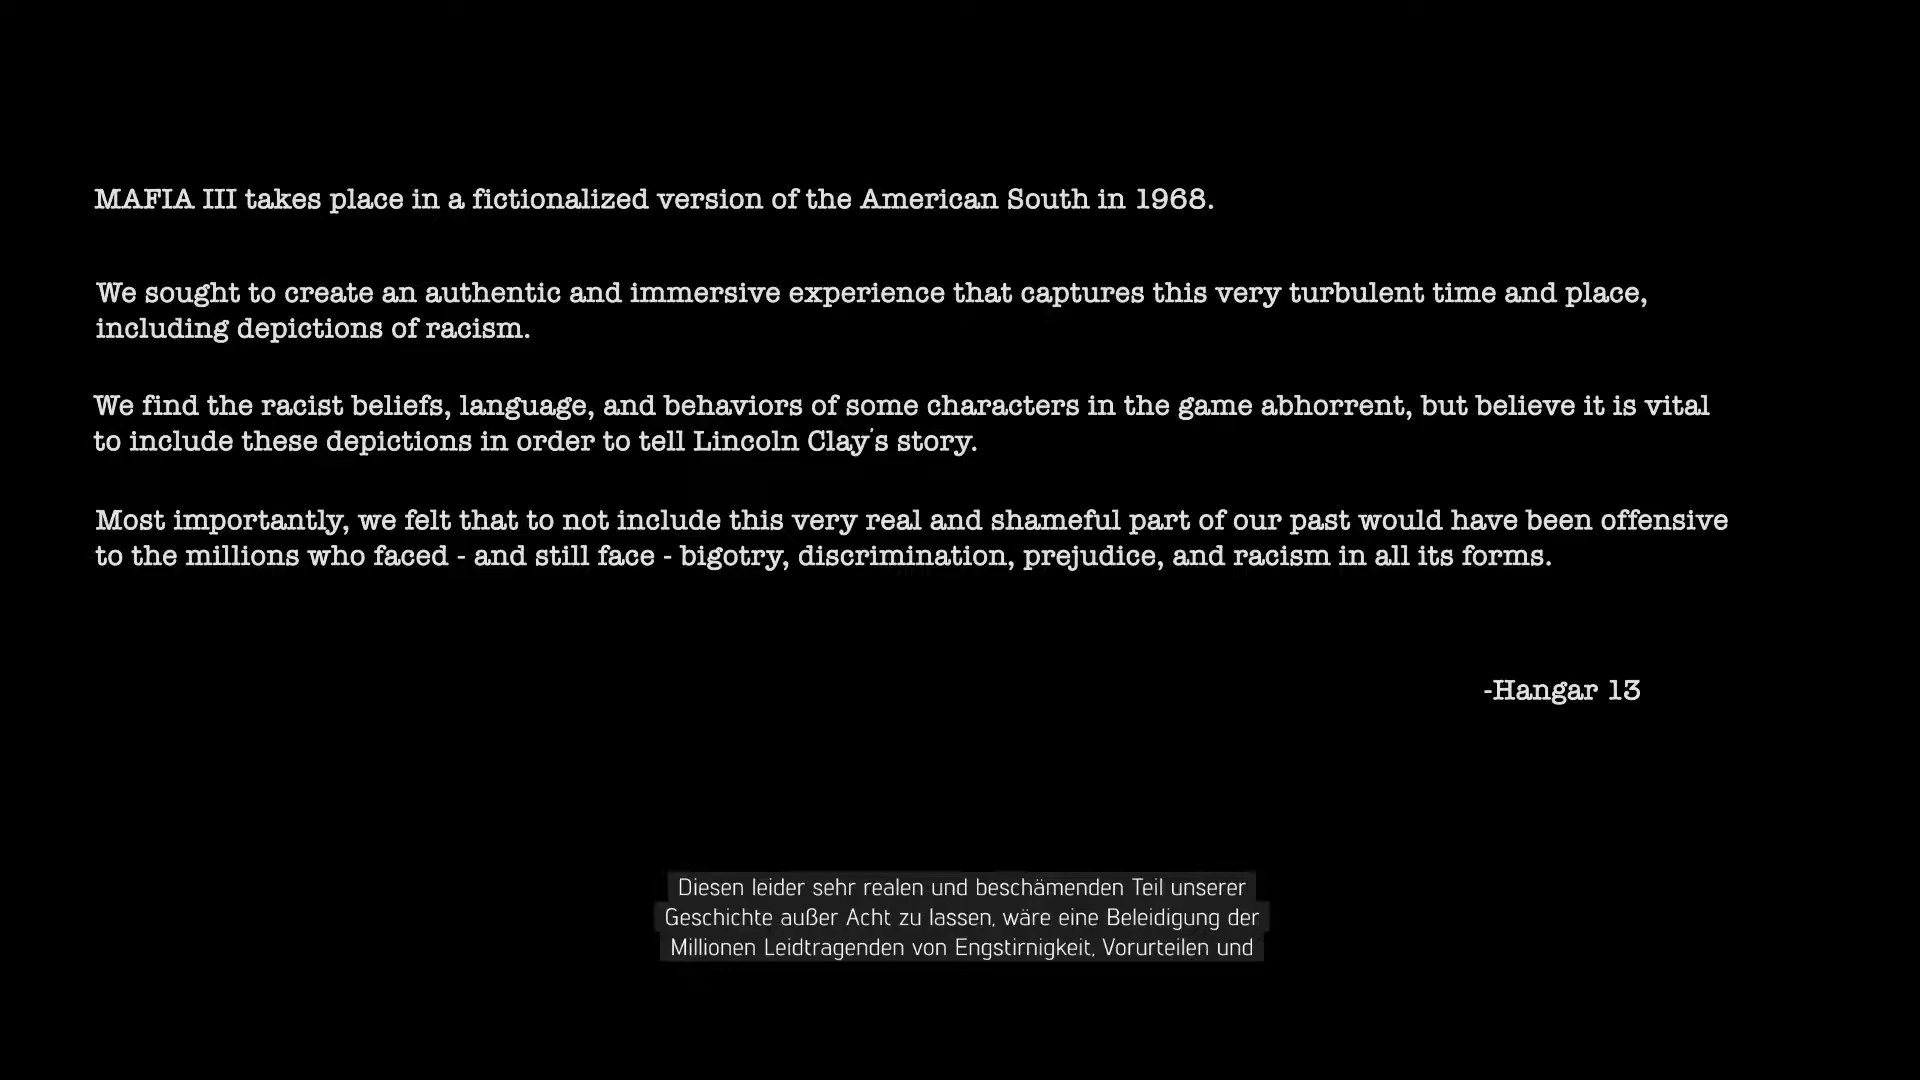 MAFIA III takes place in a fictionalized version of the American South in 1968.
We sought to create an authentic and immersive experience that captures this very turbulent time and place,
including depictions of racism.
We find the racist beliefs, language, and behaviors of some characters in the game abhorrent, but believe it is vital
to include these depictions in order to tell Lincoln Clay's story.
Most importantly, we felt that to not include this very real and shameful part of our past would have been offensive
to the millions who faced - and still face - bigotry, discrimination, prejudice, and racism in all its forms.
-Hangar 13
Diesen leider sehr realen und beschämenden Teil unserer
Geschichte außer Acht zu lassen, wäre eine Beleidigung der
Millionen Leidtragenden von Engstirnigkeit, Vorurteilen und